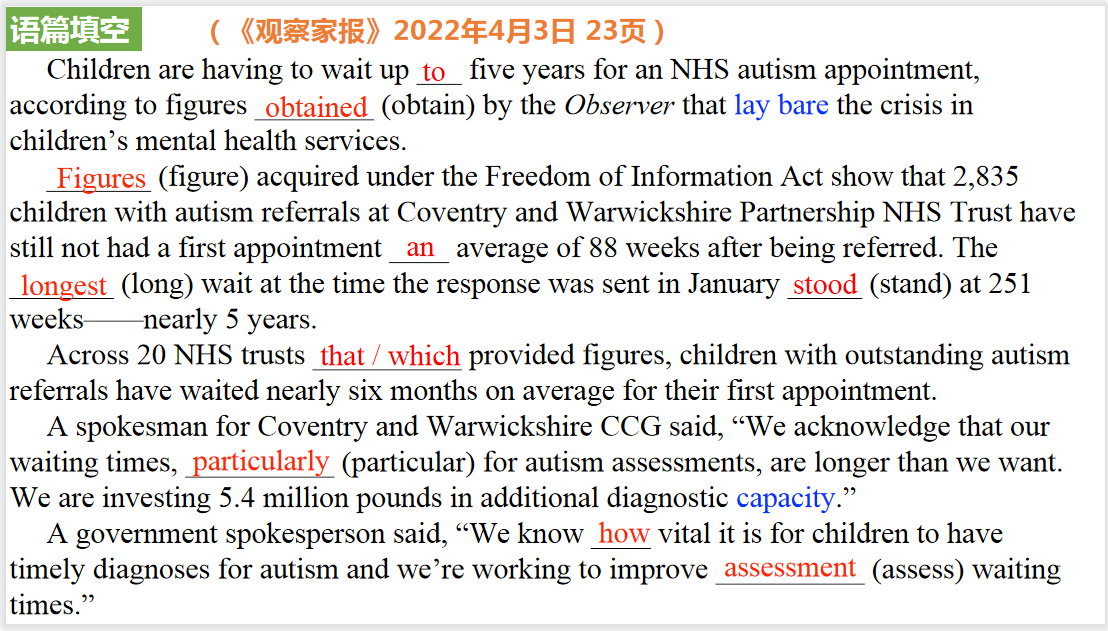 语篇填空 （《观察家报》2022年4月3日 23页）
Children are having to wait up to five years for an NHS autism appointment,
according to figures obtained (obtain) by the Observer that lay bare the crisis in
children’s mental health services.
Figures (figure) acquired under the Freedom of Information Act show that 2,835
children with autism referrals at Coventry and Warwickshire Partnership NHS Trust have
still not had a first appointment an average of 88 weeks after being referred. The
longest (long) wait at the time the response was sent in January stood (stand) at 251
weeks——nearly 5 years.
Across 20 NHS trusts that / which provided figures, children with outstanding autism
referrals have waited nearly six months on average for their first appointment.
A spokesman for Coventry and Warwickshire CCG said, “We acknowledge that our
waiting times, particularly (particular) for autism assessments, are longer than we want.
We are investing 5.4 million pounds in additional diagnostic capacity.”
A government spokesperson said, “We know how vital it is for children to have
timely diagnoses for autism and we’re working to improve assessment (assess) waiting
times.”